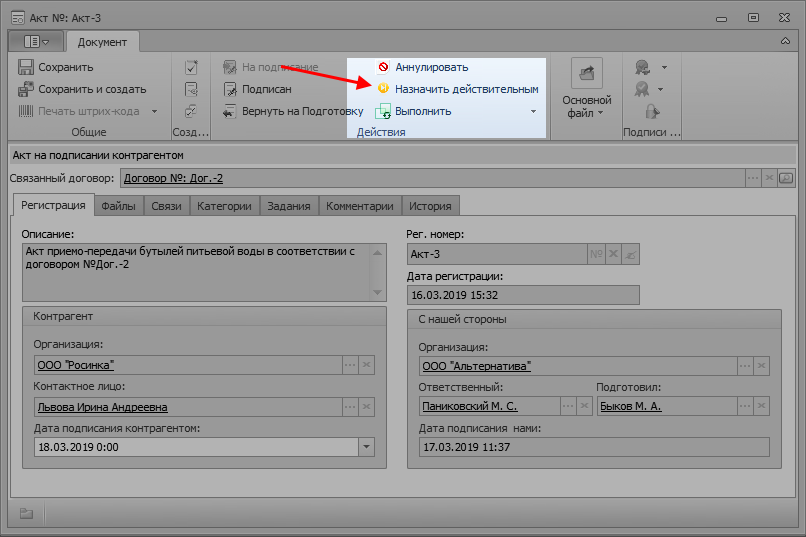 Акт №: Акт-3
Документ
Сохранить
Сохранить и создать
Печать штрих-кода
Общие
Созд...
На подписание
Подписан
Вернуть на Подготовку
Аннулировать
Назначить действительным
Выполнить
Действия
Основной
файл
Подписи ...
Акт на подписании контрагентом
Связанный договор: Договор №: Дог.-2
Регистрация Файлы Связи Категории Задания Комментарии История
Описание:
Акт приемо-передачи бутылей питьевой воды в соответствии с
договором №Дог.-2
Рег. номер:
Акт-3 №
Дата регистрации:
16.03.2019 15:32
Контрагент
Организация:
ООО "Росинка"
Контактное лицо:
Львова Ирина Андреевна
Дата подписания контрагентом:
18.03.2019 0:00
С нашей стороны
Организация:
ООО "Альтернатива"
Ответственный: Подготовил:
Паниковский М. С. Быков М. А.
Дата подписания нами:
17.03.2019 11:37